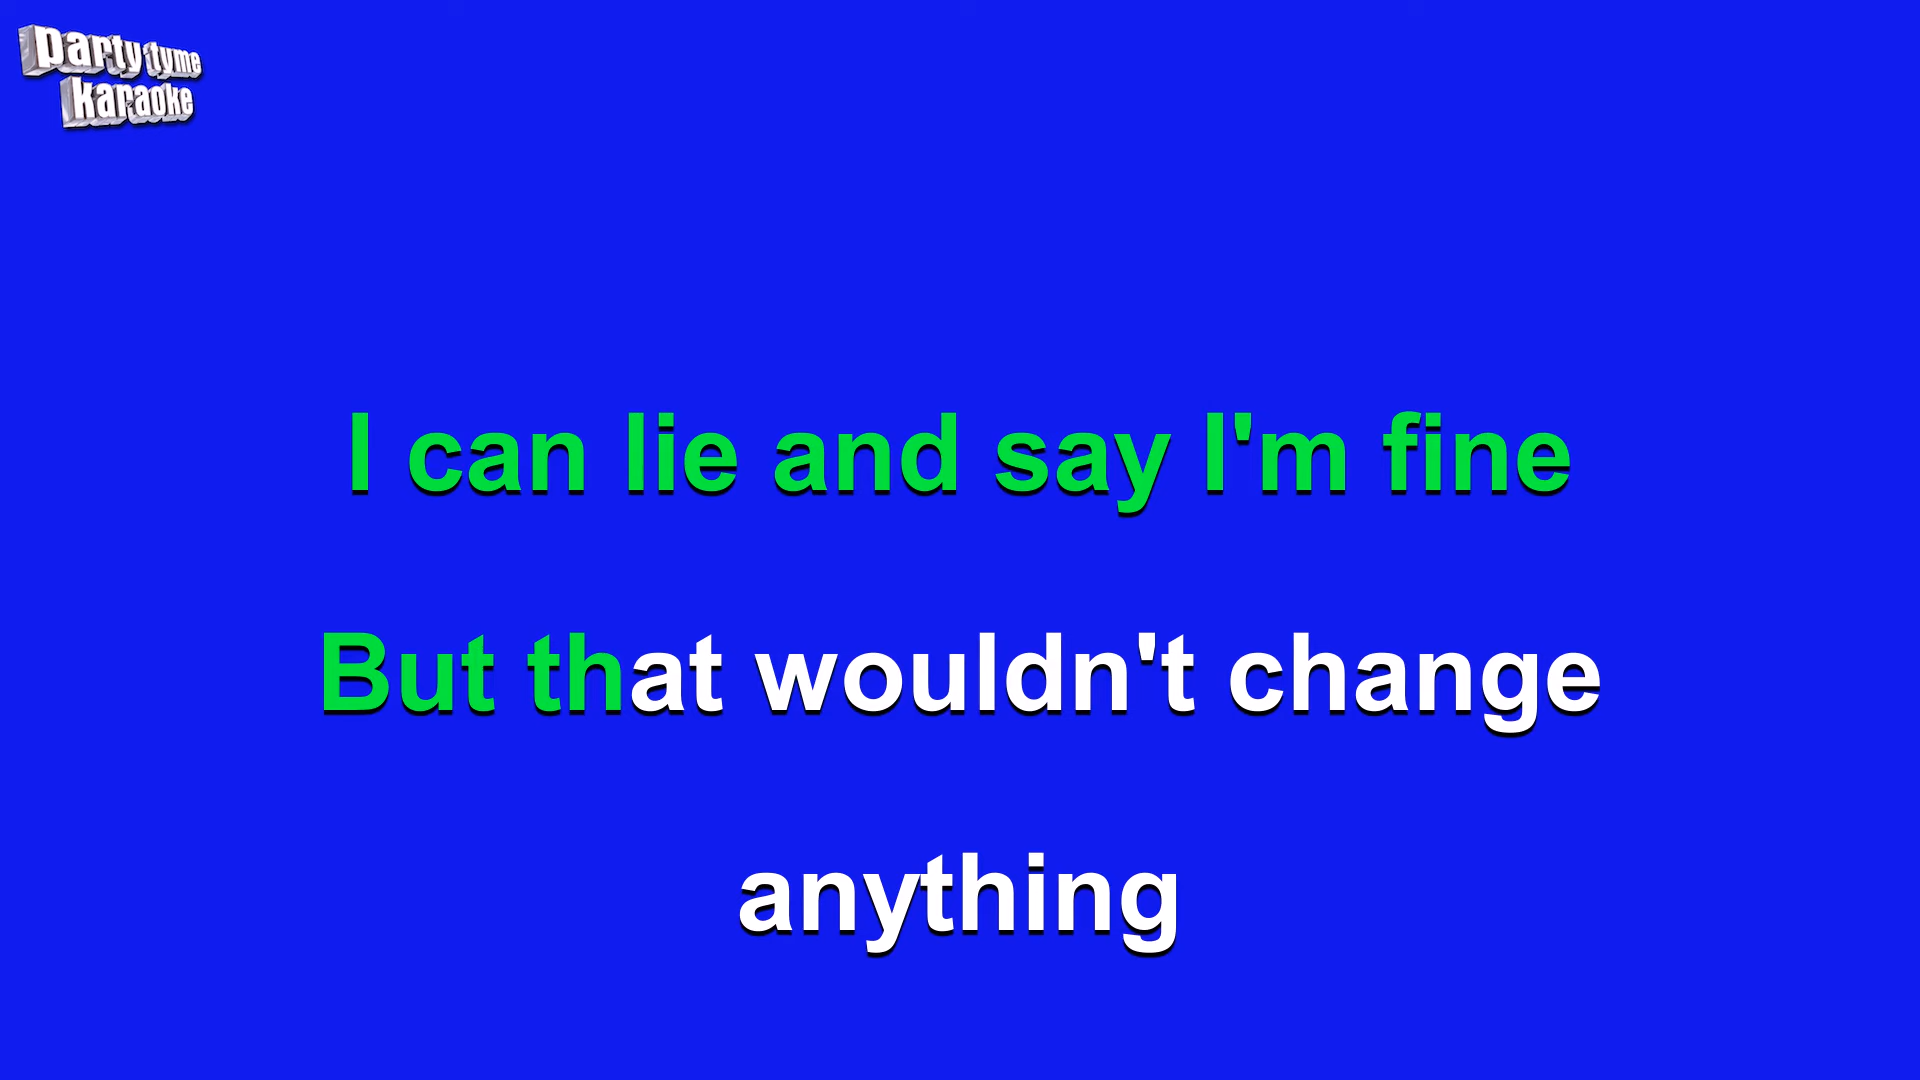 party tyme
karaoke
I can lie and say I'm fine
But that wouldn't change
anything